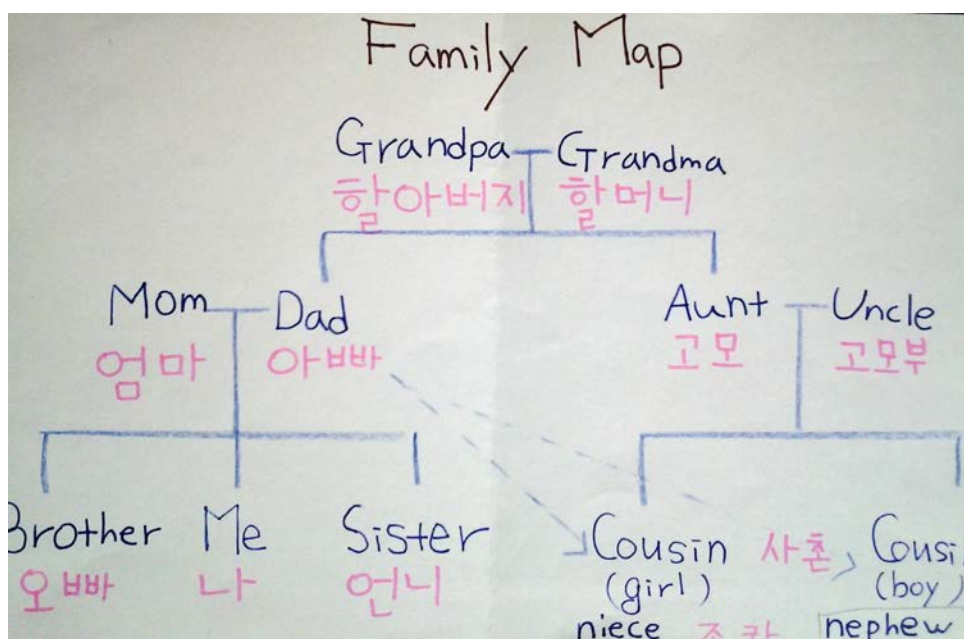 Family Map
Grandpa Grandma
할아버지 할머니
Mom Dad Aunt Uncle
엄마 아빠 고모 고모부
Brother Me Sister Cousin 사촌 Cousi
오빠 나 언니 (girl) (boy)
niece 조카 nephew